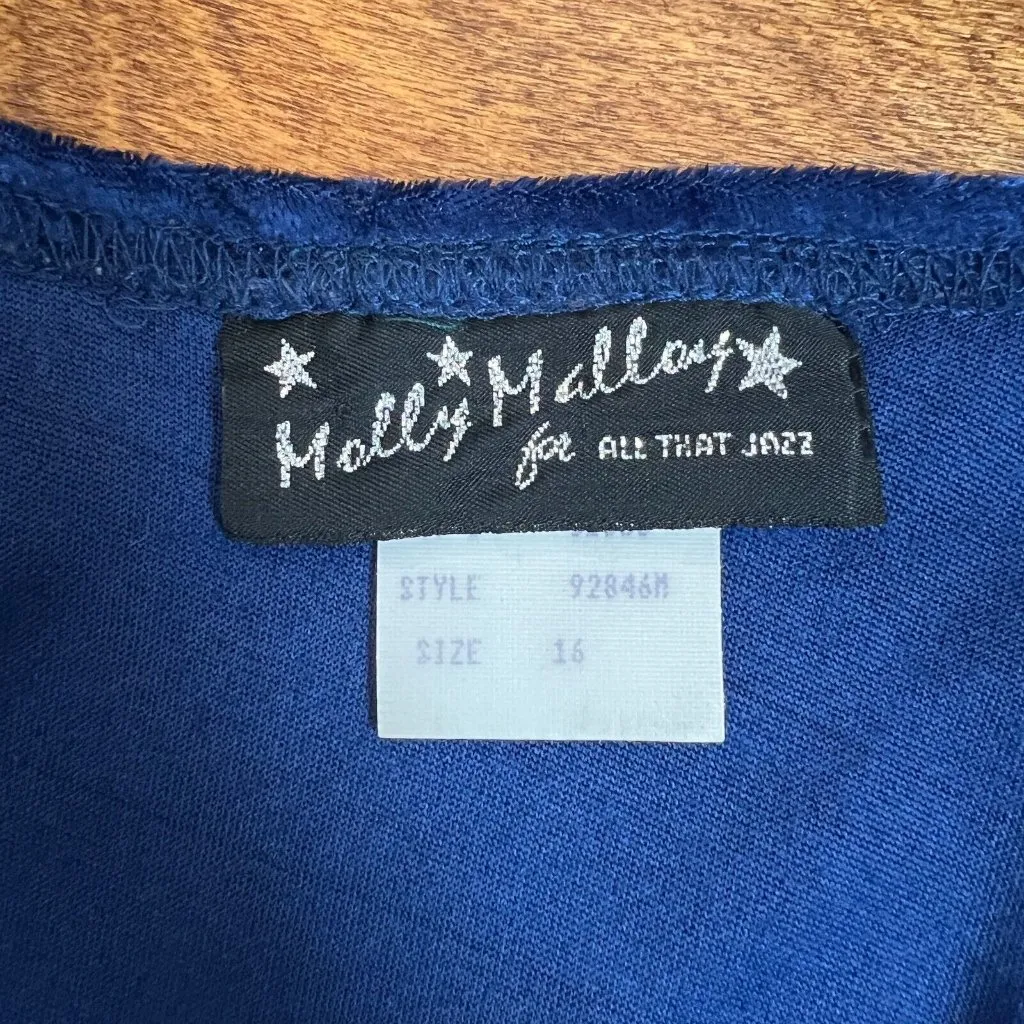 Molly Malloy
for ALL THAT JAZZ
STYLE 92846M
SIZE 16